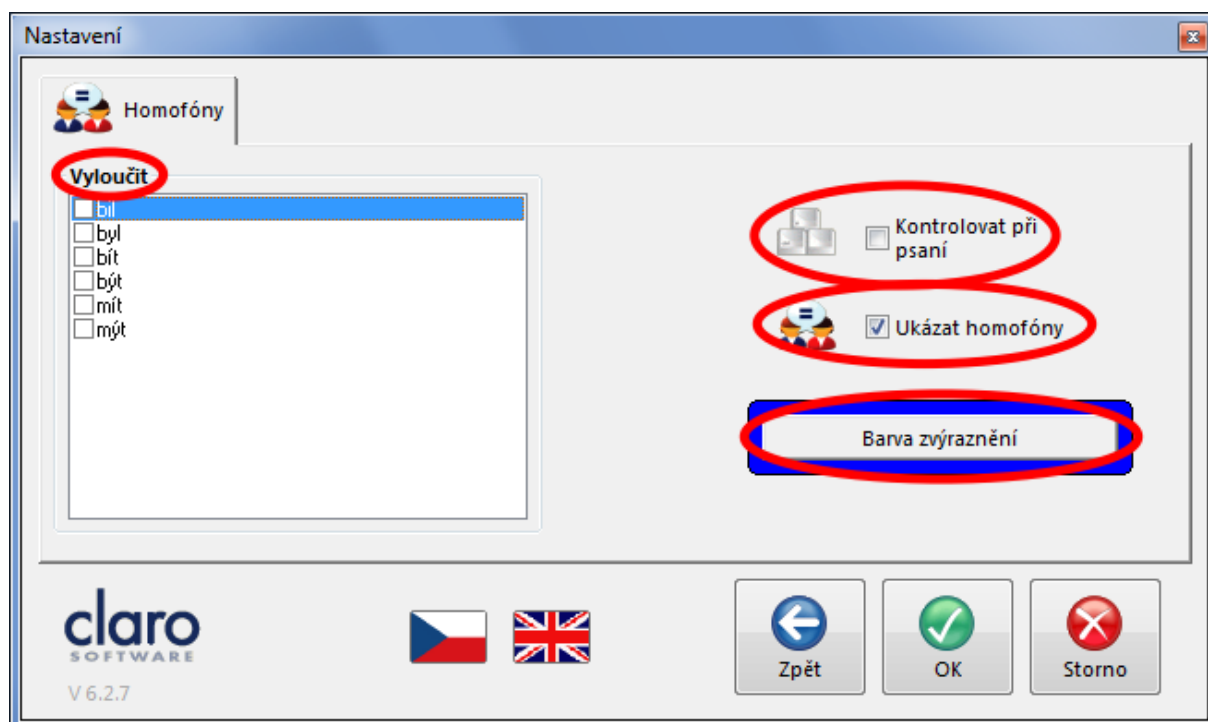 Nastavení
Homofóny
Vyloučit
bil
byl
bít
být
mít
mýt
Kontrolovat při
psaní
Ukázat homofóny
Barva zvýraznění
claro
SOFTWARE
V 6.2.7
Zpět
OK
Storno